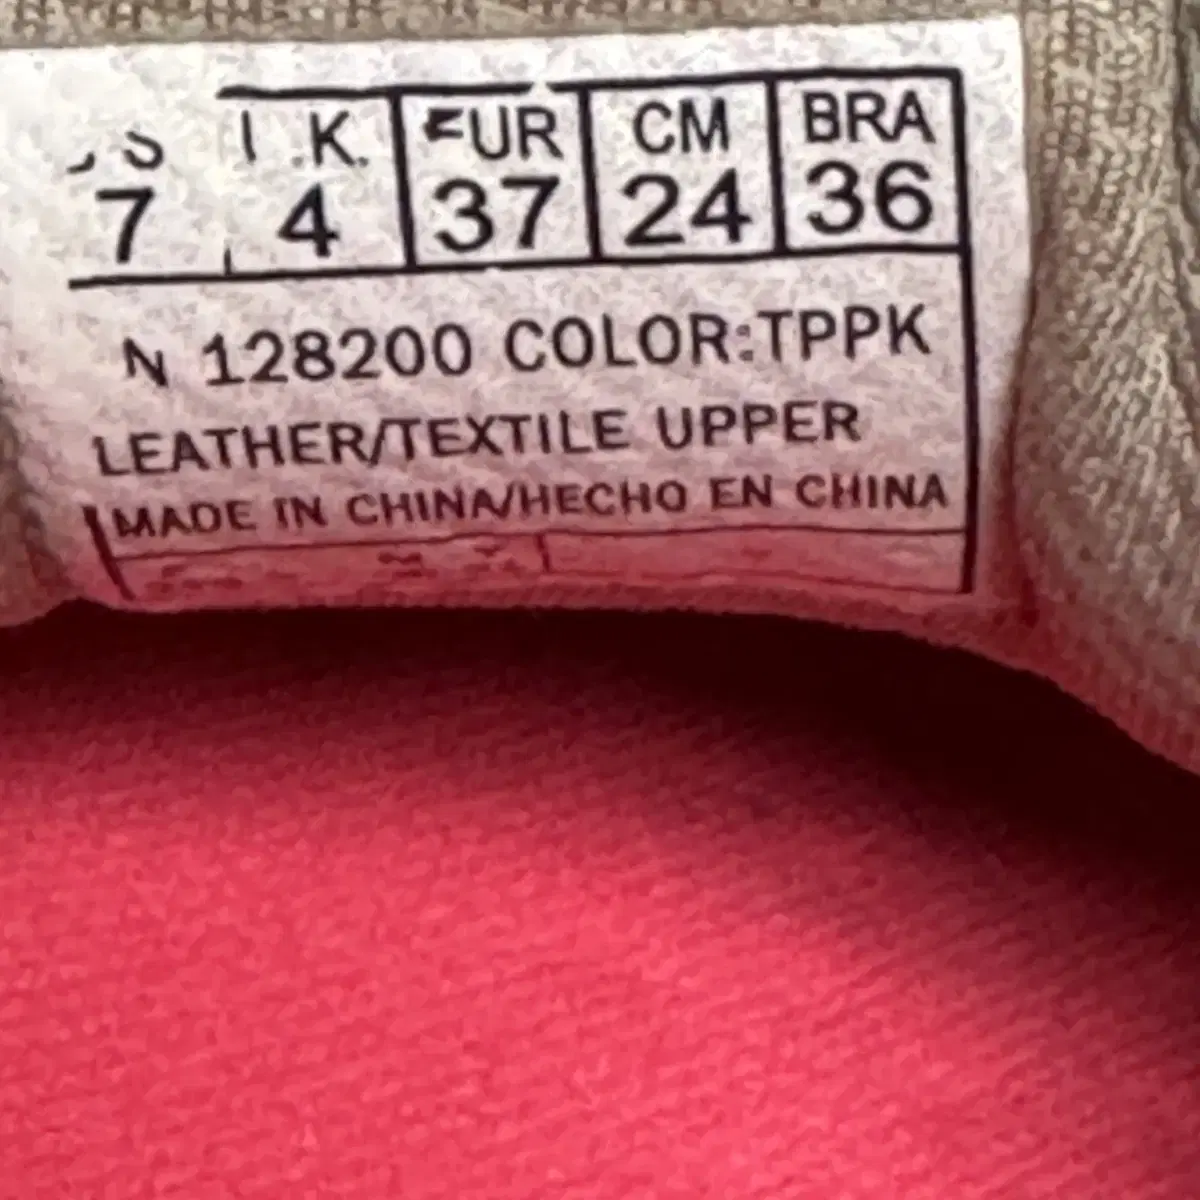 U.K. EUR CM BRA
7 4 37 24 36
N 128200 COLOR:TPPK
LEATHER/TEXTILE UPPER
MADE IN CHINA/HECHO EN CHINA